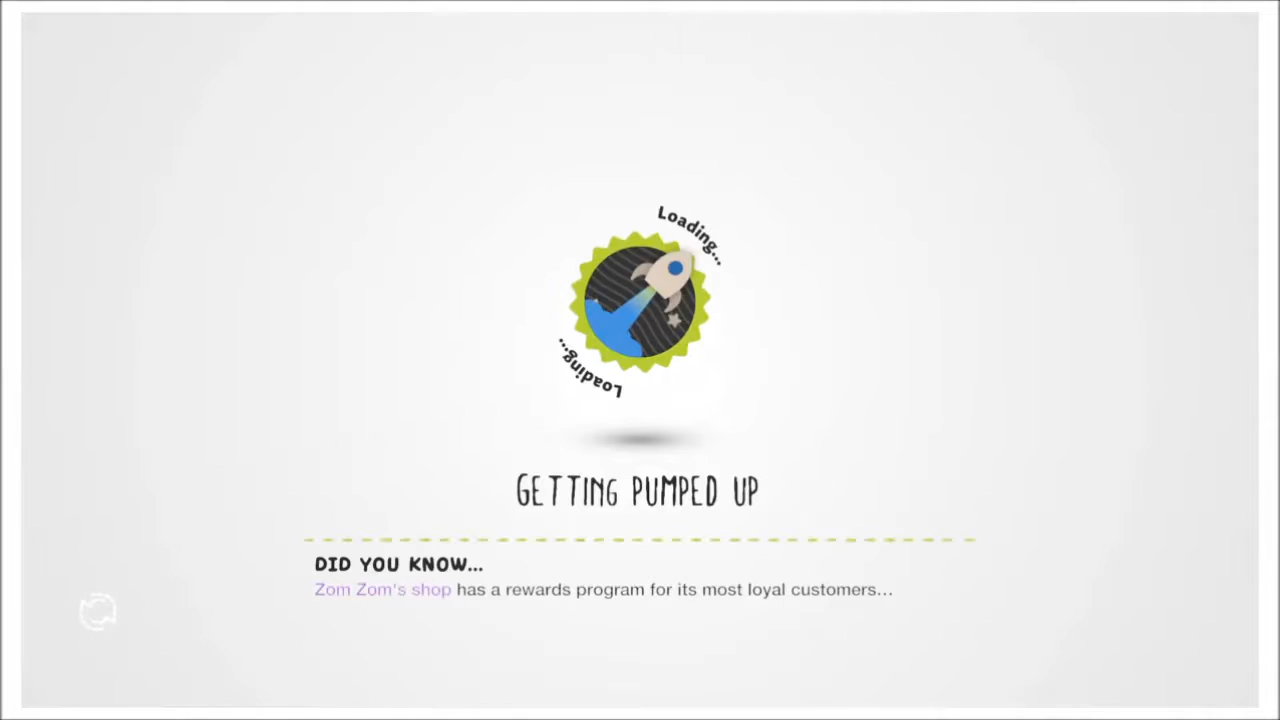 Loading...
Loading...
GETTING PUMPED UP
DID YOU KNOW...
Zom Zom's shop has a rewards program for its most loyal customers...